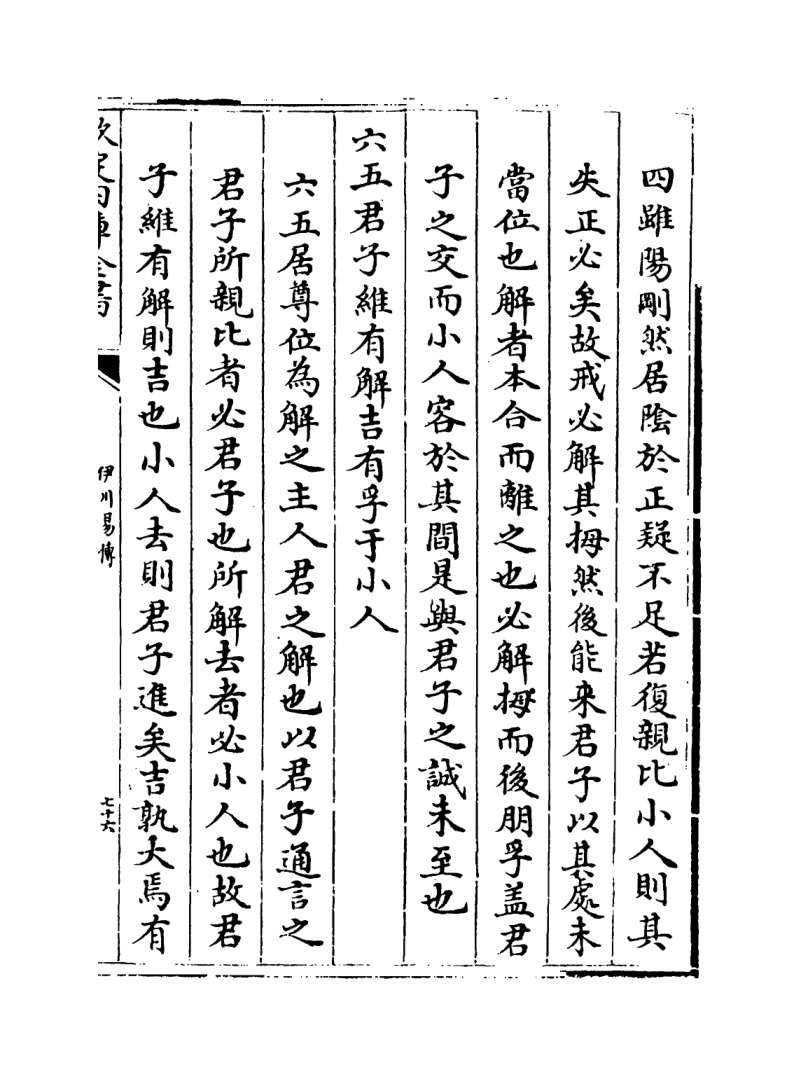 四雖陽剛然居陰於正疑不足若復親比小人則其
失正必矣故戒必解其拇然後能来君子以其處未
當位也解者本合而離之也必解拇而後朋孚盖君
子之交而小人容於其間是與君子之誠未至也
六五君子維有解吉有孚于小人
六五居尊位為解之主人君之解也以君子通言之
君子所親比者必君子也所解去者必小人也故君
子維有解則吉也小人去則君子進矣吉孰大焉有
欽定四庫全書
伊川易傳
七十六